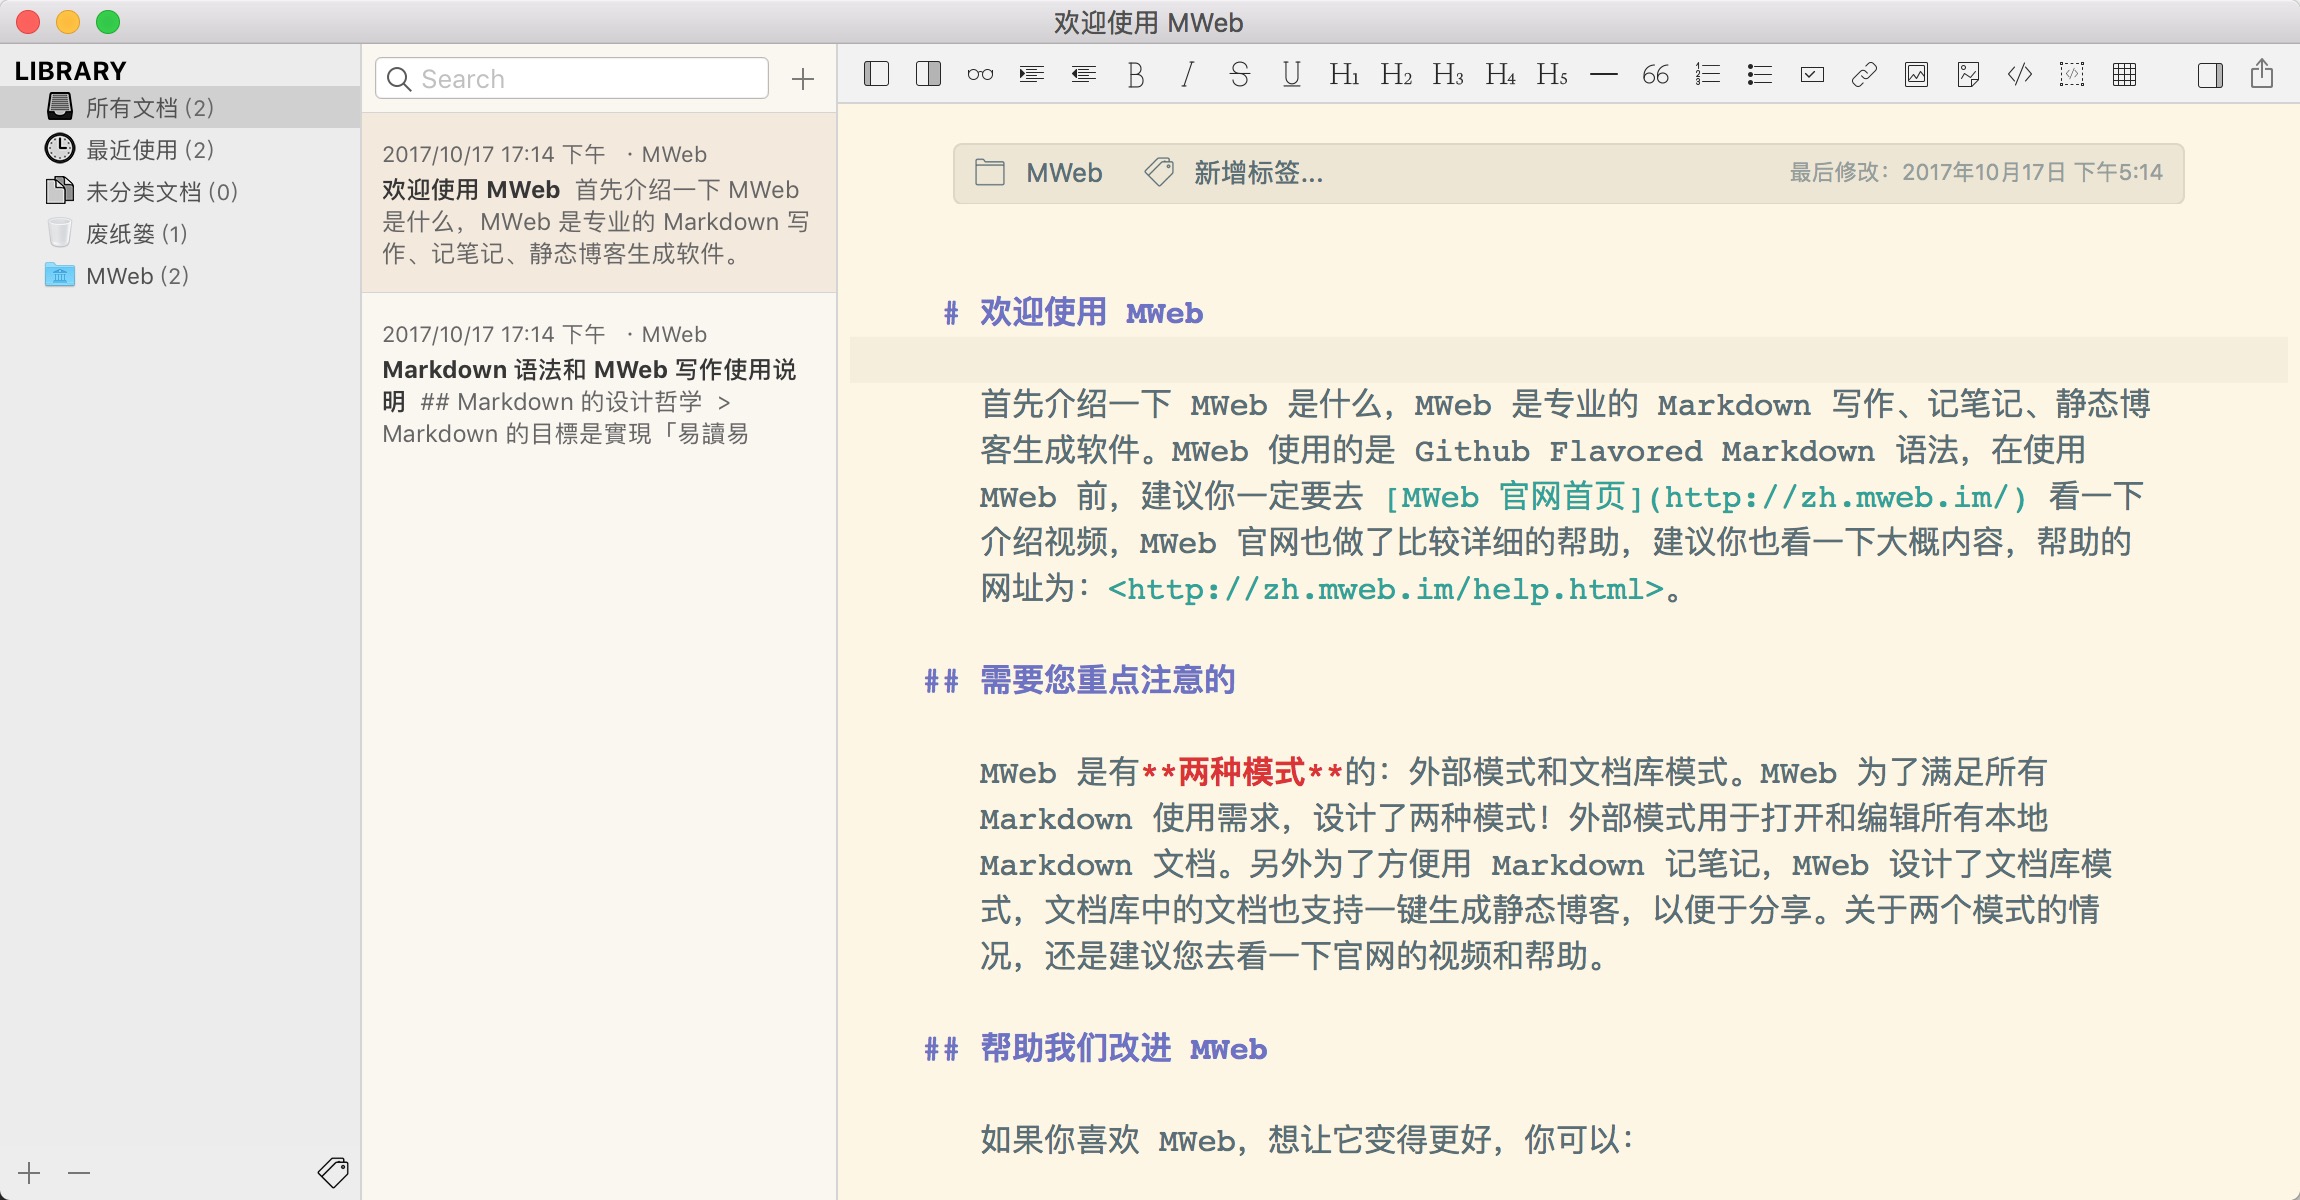 欢迎使用 MWeb
LIBRARY
所有文档 (2)
最近使用 (2)
未分类文档 (0)
废纸篓 (1)
MWeb (2)
Search
2017/10/17 17:14 下午 · MWeb
欢迎使用 MWeb 首先介绍一下 MWeb
是什么，MWeb 是专业的 Markdown 写
作、记笔记、静态博客生成软件。
2017/10/17 17:14 下午 · MWeb
Markdown 语法和 MWeb 写作使用说
明 ## Markdown 的设计哲学 >
Markdown 的目標是實現「易讀易
B I S U H1 H2 H3 H4 H5 — 66
MWeb 新增标签... 最后修改：2017年10月17日 下午5:14
# 欢迎使用 MWeb
首先介绍一下 MWeb 是什么，MWeb 是专业的 Markdown 写作、记笔记、静态博
客生成软件。MWeb 使用的是 Github Flavored Markdown 语法，在使用
MWeb 前，建议你一定要去 [MWeb 官网首页](http://zh.mweb.im/) 看一下
介绍视频，MWeb 官网也做了比较详细的帮助，建议你也看一下大概内容，帮助的
网址为：<http://zh.mweb.im/help.html>。
## 需要您重点注意的
MWeb 是有**两种模式**的：外部模式和文档库模式。MWeb 为了满足所有
Markdown 使用需求，设计了两种模式！外部模式用于打开和编辑所有本地
Markdown 文档。另外为了方便用 Markdown 记笔记，MWeb 设计了文档库模
式，文档库中的文档也支持一键生成静态博客，以便于分享。关于两个模式的情
况，还是建议您去看一下官网的视频和帮助。
## 帮助我们改进 MWeb
如果你喜欢 MWeb，想让它变得更好，你可以：